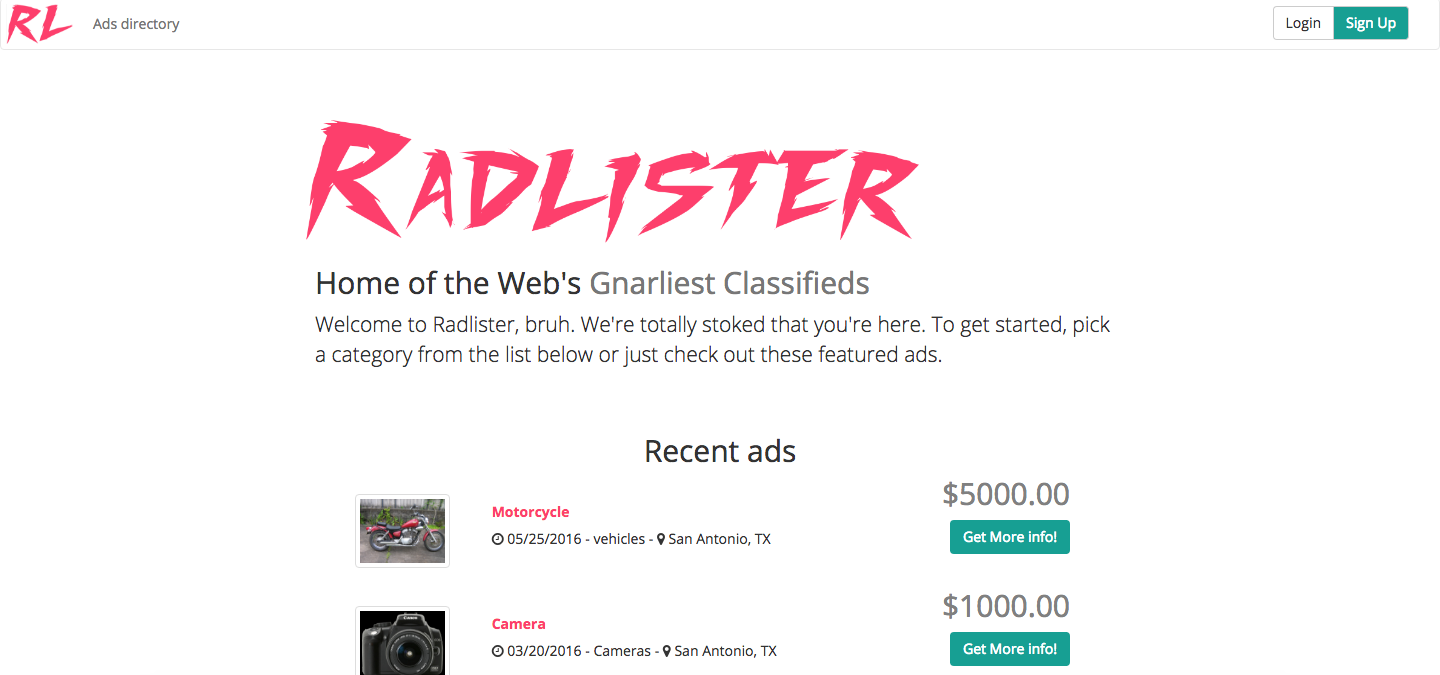 RL Ads directory Login Sign Up
RADLISTER
Home of the Web's Gnarliest Classifieds
Welcome to Radlister, bruh. We're totally stoked that you're here. To get started, pick
a category from the list below or just check out these featured ads.
Recent ads
$5000.00
Motorcycle
05/25/2016 - vehicles - San Antonio, TX
Get More info!
$1000.00
Camera
03/20/2016 - Cameras - San Antonio, TX
Get More info!
Canon